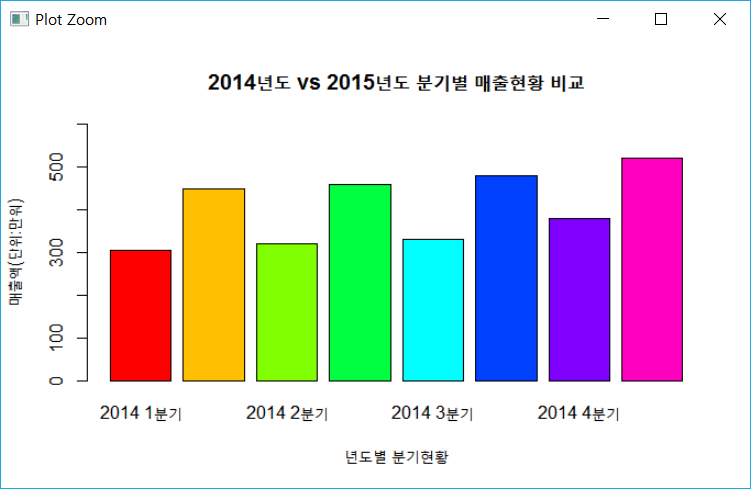 Plot Zoom
2014년도 vs 2015년도 분기별 매출현황 비교
500
300
100
0
매출액(단위:만원)
2014 1분기 2014 2분기 2014 3분기 2014 4분기
년도별 분기현황